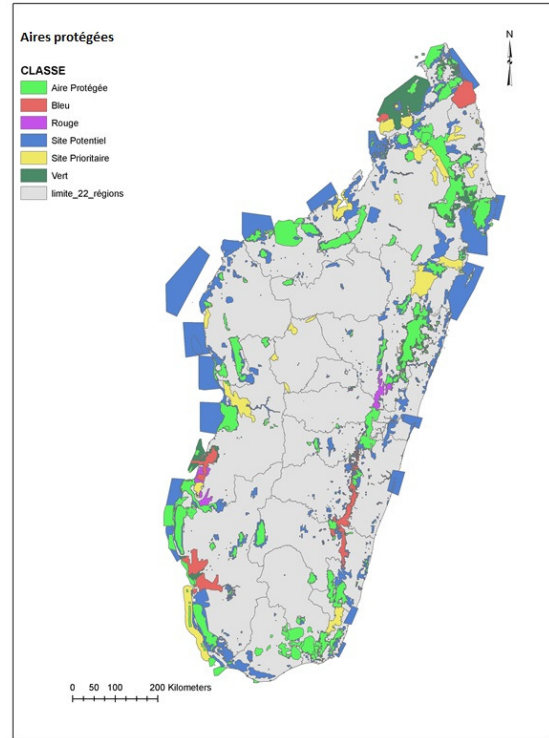 Aires protégées
N
CLASSE
Aire Protégée
Bleu
Rouge
Site Potentiel
Site Prioritaire
Vert
limite_22_régions
0 50 100 200 Kilometers